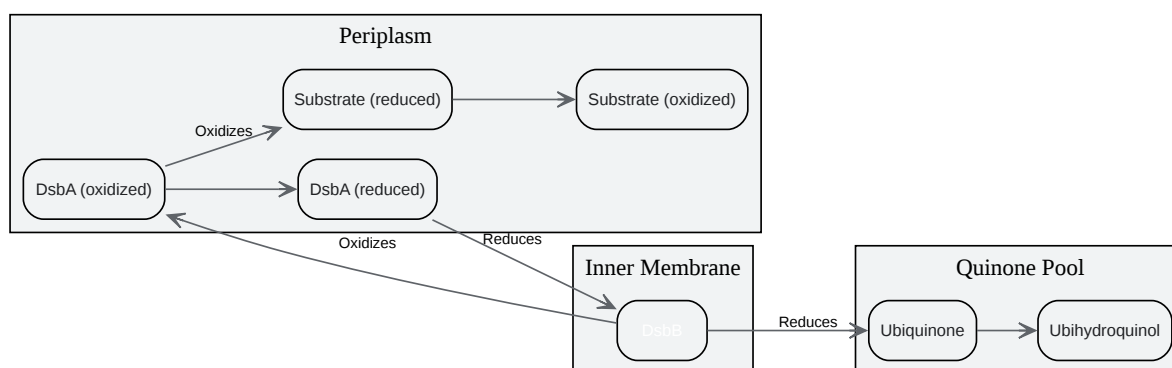 Periplasm
Substrate (reduced)
Substrate (oxidized)
Oxidizes
DsbA (oxidized)
DsbA (reduced)
Oxidizes
Reduces
Inner Membrane
Quinone Pool
DsbB
Reduces
Ubiquinone
Ubihydroquinol